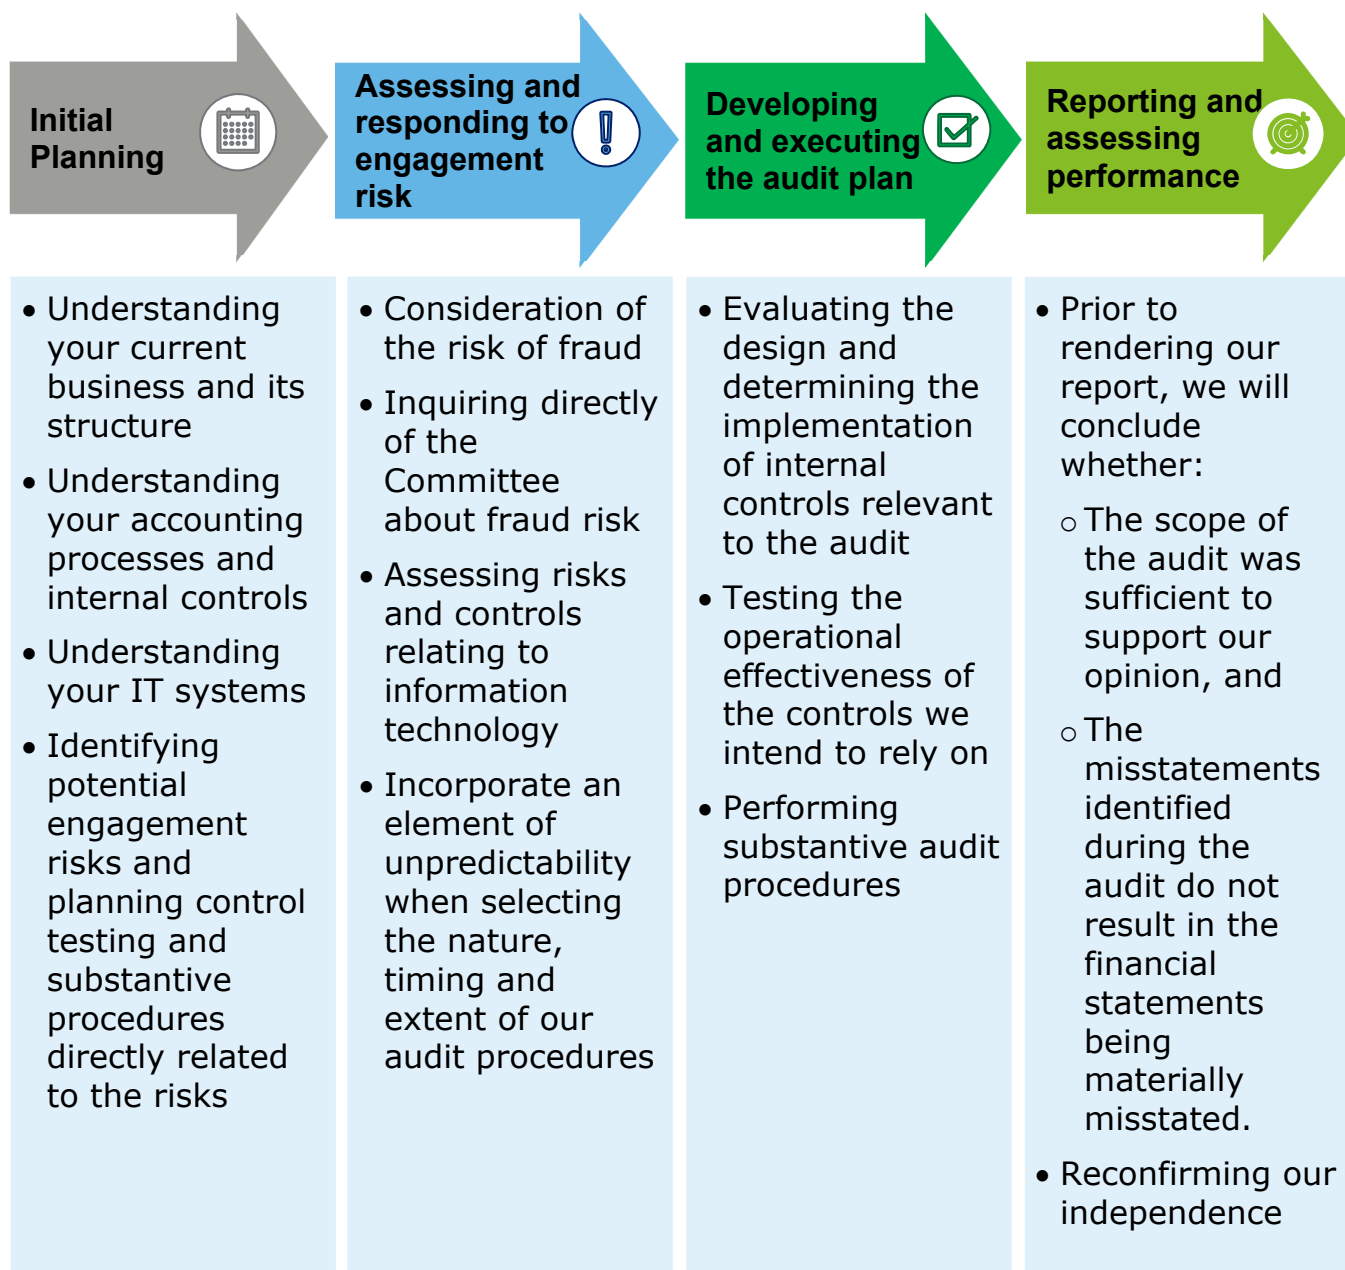 Initial
Planning
Assessing and
responding to
engagement
risk
Developing
and executing
the audit plan
Reporting and
assessing
performance
• Understanding
your current
business and its
structure
• Understanding
your accounting
processes and
internal controls
• Understanding
your IT systems
• Identifying
potential
engagement
risks and
planning control
testing and
substantive
procedures
directly related
to the risks
• Consideration of
the risk of fraud
• Inquiring directly
of the
Committee
about fraud risk
• Assessing risks
and controls
relating to
information
technology
• Incorporate an
element of
unpredictability
when selecting
the nature,
timing and
extent of our
audit procedures
• Evaluating the
design and
determining the
implementation
of internal
controls relevant
to the audit
• Testing the
operational
effectiveness of
the controls we
intend to rely on
• Performing
substantive audit
procedures
• Prior to
rendering our
report, we will
conclude
whether:
○ The scope of
the audit was
sufficient to
support our
opinion, and
○ The
misstatements
identified
during the
audit do not
result in the
financial
statements
being
materially
misstated.
• Reconfirming our
independence